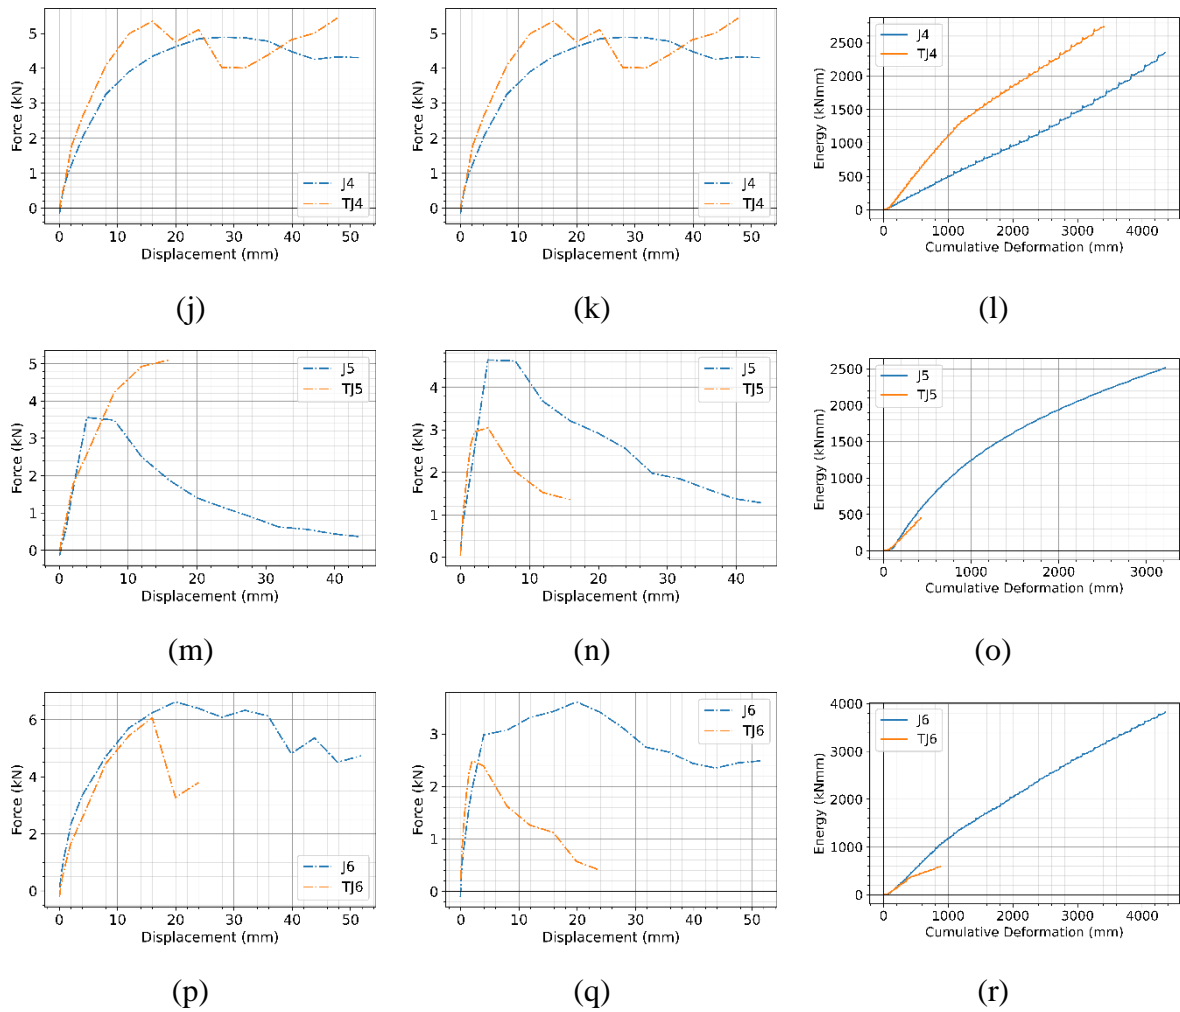 Force (kN)
5
4
3
2
1
0
J4
TJ4
0 10 20 30 40 50
Displacement (mm)
(j)
Force (kN)
5
4
3
2
1
0
J4
TJ4
0 10 20 30 40 50
Displacement (mm)
(k)
Energy (kNmm)
2500
2000
1500
1000
500
0
J4
TJ4
0 1000 2000 3000 4000
Cumulative Deformation (mm)
(l)
Force (kN)
5
4
3
2
1
0
J5
TJ5
0 10 20 30 40
Displacement (mm)
(m)
Force (kN)
4
3
2
1
0
J5
TJ5
0 10 20 30 40
Displacement (mm)
(n)
Energy (kNmm)
2500
2000
1500
1000
500
0
J5
TJ5
0 1000 2000 3000
Cumulative Deformation (mm)
(o)
Force (kN)
6
4
2
0
J6
TJ6
0 10 20 30 40 50
Displacement (mm)
(p)
Force (kN)
3
2
1
0
J6
TJ6
0 10 20 30 40 50
Displacement (mm)
(q)
Energy (kNmm)
4000
3000
2000
1000
0
J6
TJ6
0 1000 2000 3000 4000
Cumulative Deformation (mm)
(r)